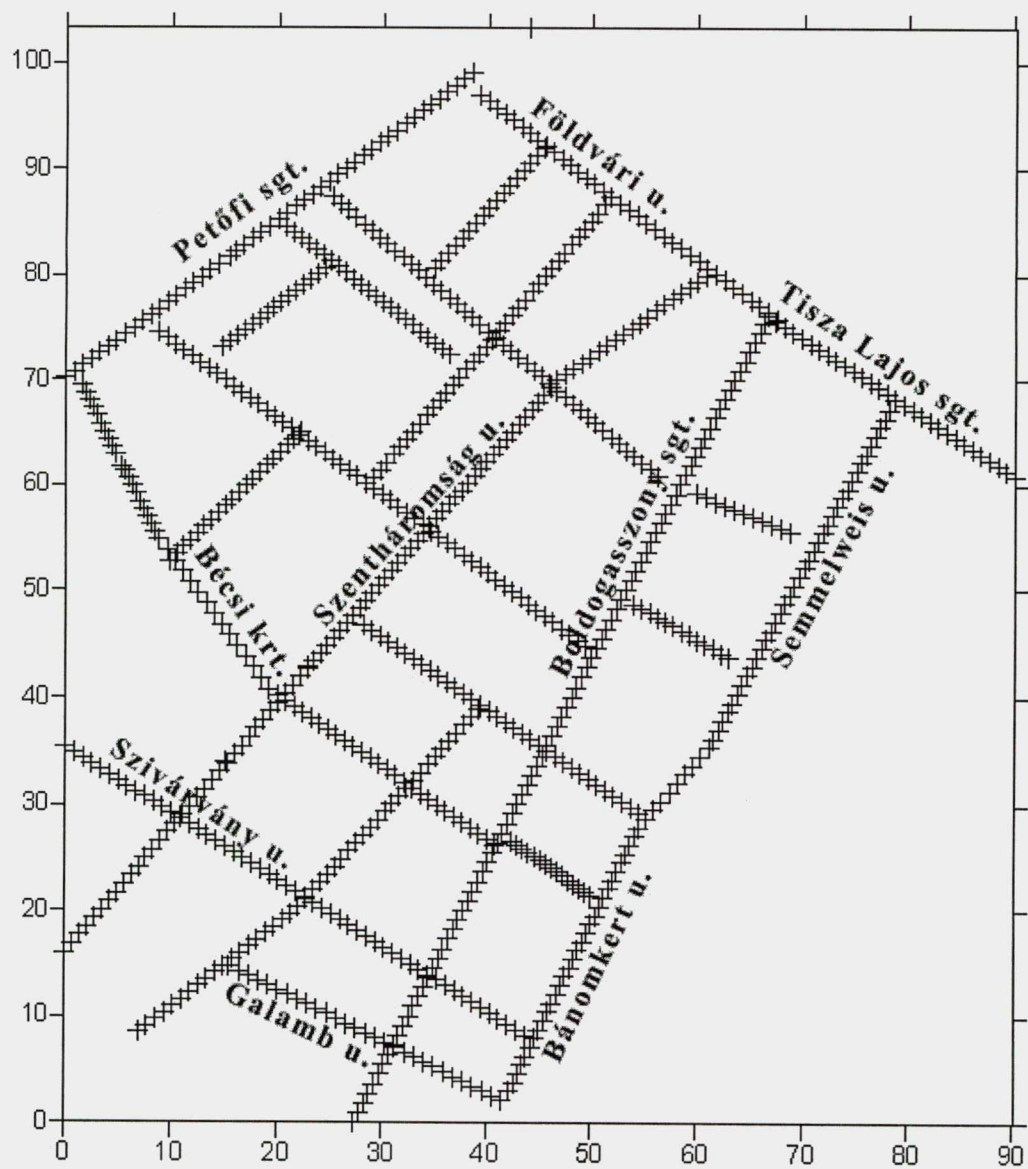 100
90
80
70
60
50
40
30
20
10
0
Petőfi sgt.
Földvári u.
Tisza Lajos sgt.
Szentháromság u.
Boldogasszony sgt.
Semmelweis u.
Bécsi krt.
Szivárvány u.
Galamb u.
Bánomkert u.
0 10 20 30 40 50 60 70 80 90